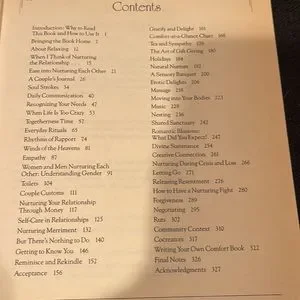 Contents
Introduction: Why to Read
This Book and How to Use It 1
Bringing the Book Home 7
About Relaxing 12
When I Think of Nurturing
the Relationship . . . 15
Ease into Nurturing Each Other 21
A Couple's Journal 26
Soul Strokes 34
Daily Communication 40
Recognizing Your Needs 47
When Life Is Too Crazy 53
Togetherness Time 57
Everyday Rituals 65
Rhythms of Rapport 74
Winds of the Heavens 81
Empathy 87
Women and Men Nurturing Each
Other: Understanding Gender 91
Toilers 104
Couple Customs 111
Nurturing Your Relationship
Through Money 117
Self-Care in Relationships 125
Nurturing Merriment 132
But There's Nothing to Do 140
Getting to Know You 146
Reminisce and Rekindle 152
Acceptance 156
Gratify and Delight 161
Comfort-at-a-Glance Chart 166
Tea and Sympathy 176
The Art of Gift Giving 180
Holidays 184
Natural Nurture 192
A Sensory Banquet 200
Erotic Delights 206
Massage 216
Moving into Your Bodies 223
Music 229
Nesting 236
Shared Sanctuary 242
Romantic Illusions:
What Did You Expect? 247
Divine Sustenance 254
Creative Connection 261
Nurturing During Crisis and Loss 266
Letting Go 271
Releasing Resentment 276
How to Have a Nurturing Fight 280
Forgiveness 289
Negotiating 295
Ruts 302
Community Comfort 310
Cocreators 317
Writing Your Own Comfort Book 322
Final Notes 326
Acknowledgments 327